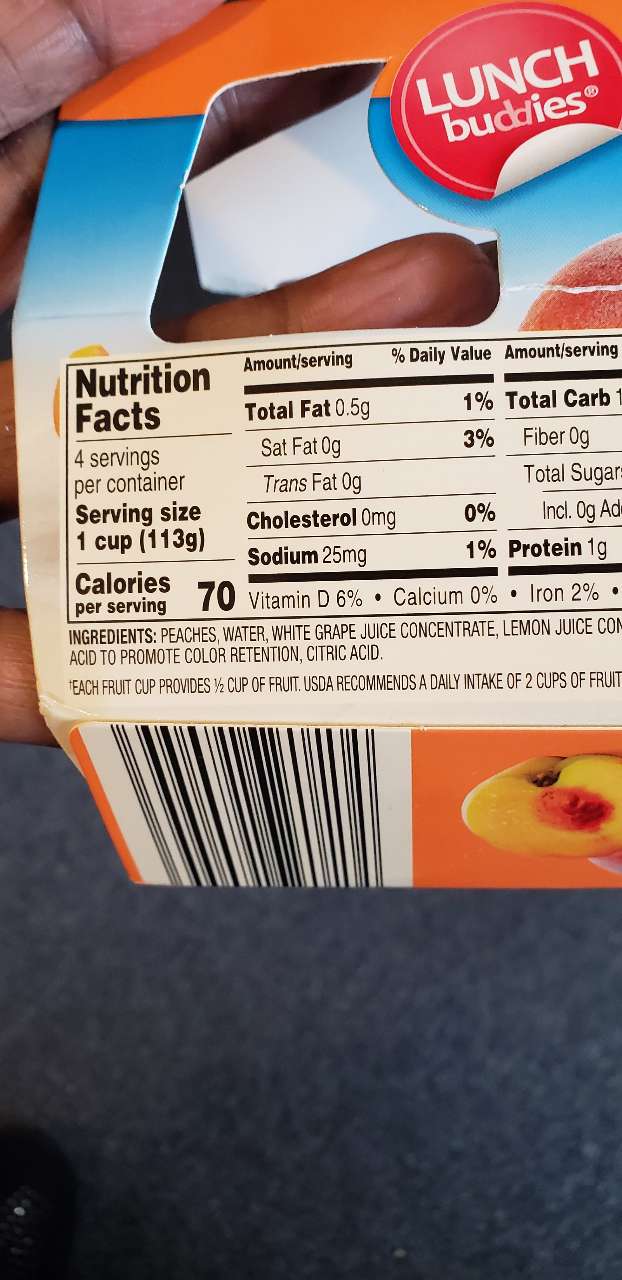 LUNCH
buddies®
Nutrition
Facts
4 servings
per container
Serving size
1 cup (113g)
Calories
per serving 70
Amount/serving % Daily Value
Total Fat 0.5g 1%
Sat Fat 0g 3%
Trans Fat 0g
Cholesterol 0mg 0%
Sodium 25mg 1%
Amount/serving
Total Carb
Fiber 0g
Total
Incl. 0g
Protein 1g
Vitamin D 6% • Calcium 0% • Iron 2% •
INGREDIENTS: PEACHES, WATER, WHITE GRAPE JUICE CONCENTRATE, LEMON JUICE
ACID TO PROMOTE COLOR RETENTION, CITRIC ACID.
†EACH FRUIT CUP PROVIDES ½ CUP OF FRUIT. USDA RECOMMENDS A DAILY INTAKE OF 2 CUPS OF FRUIT